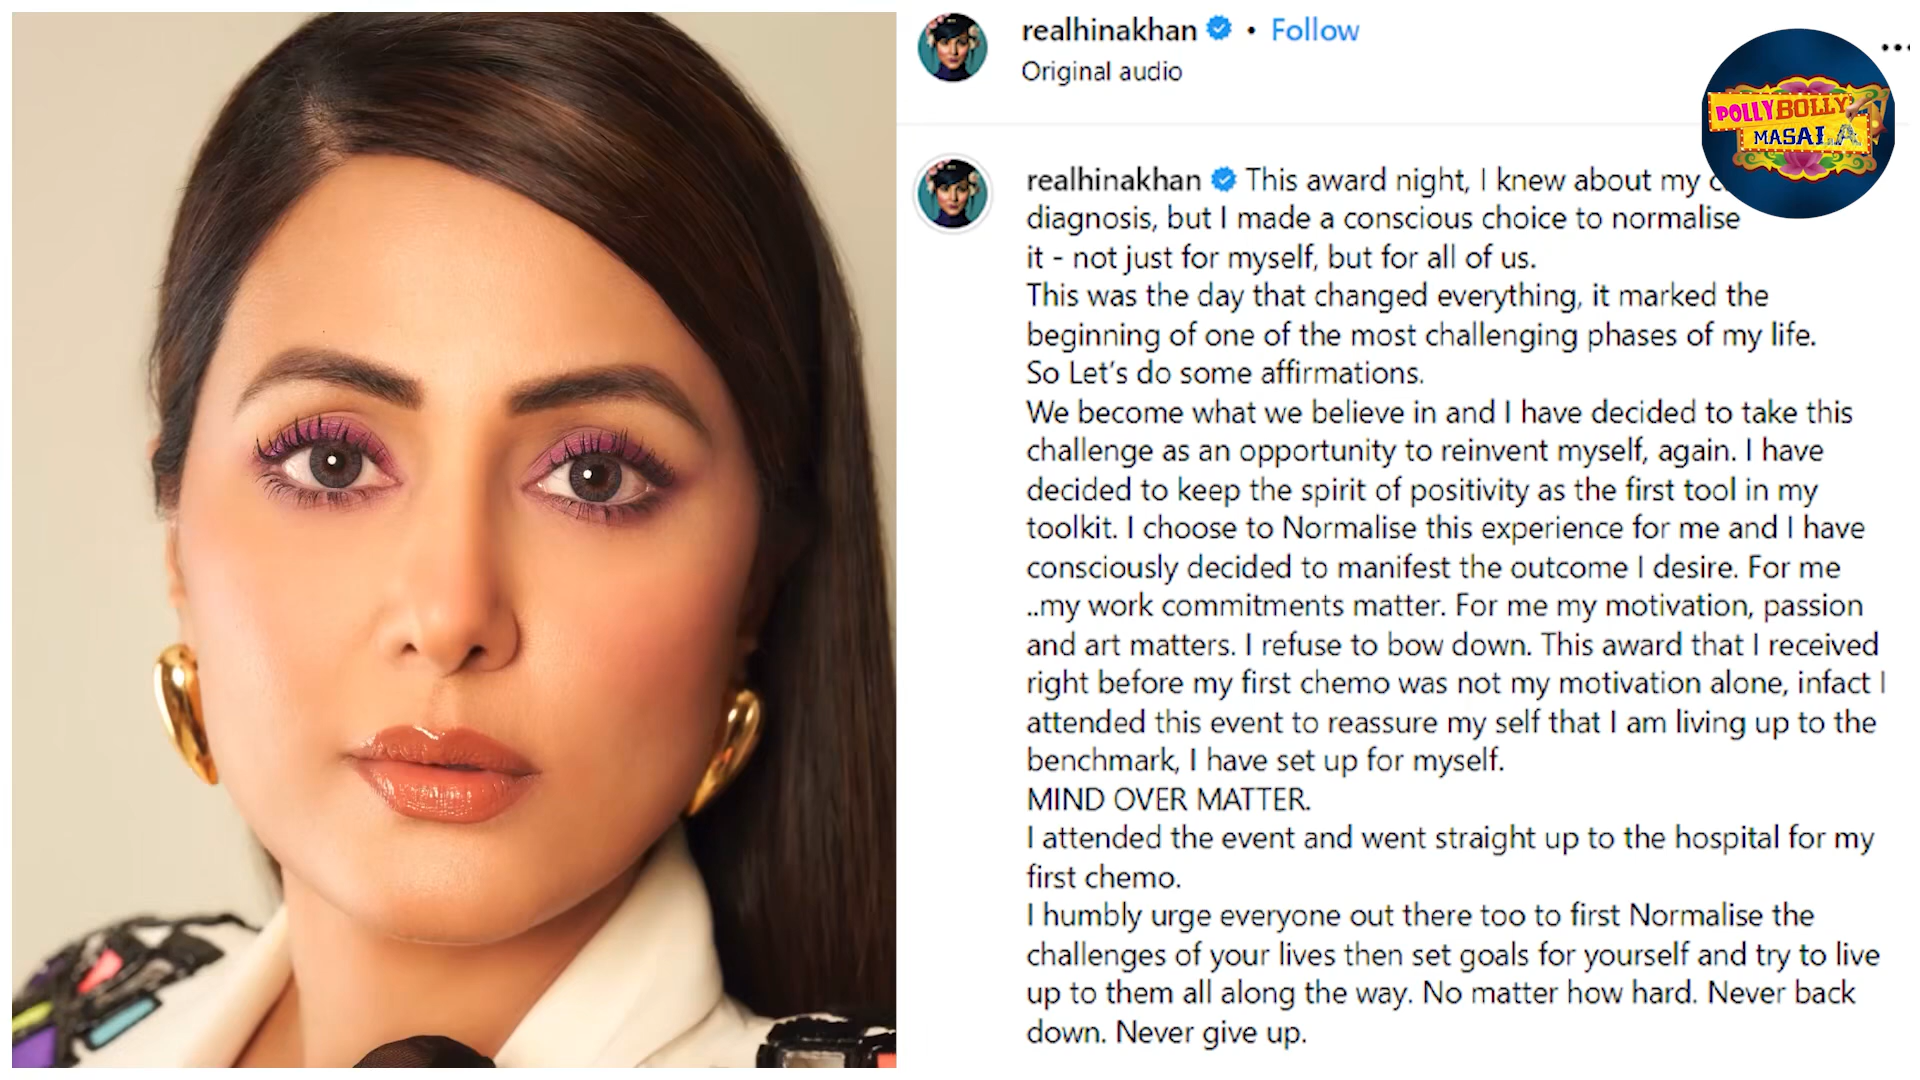 realhinakhan • Follow
Original audio
POLLYBOLLY
MASALA
realhinakhan This award night, I knew about my
diagnosis, but I made a conscious choice to normalise
it - not just for myself, but for all of us.
This was the day that changed everything, it marked the
beginning of one of the most challenging phases of my life.
So Let's do some affirmations.
We become what we believe in and I have decided to take this
challenge as an opportunity to reinvent myself, again. I have
decided to keep the spirit of positivity as the first tool in my
toolkit. I choose to Normalise this experience for me and I have
consciously decided to manifest the outcome I desire. For me
..my work commitments matter. For me my motivation, passion
and art matters. I refuse to bow down. This award that I received
right before my first chemo was not my motivation alone, infact I
attended this event to reassure my self that I am living up to the
benchmark, I have set up for myself.
MIND OVER MATTER.
I attended the event and went straight up to the hospital for my
first chemo.
I humbly urge everyone out there too to first Normalise the
challenges of your lives then set goals for yourself and try to live
up to them all along the way. No matter how hard. Never back
down. Never give up.